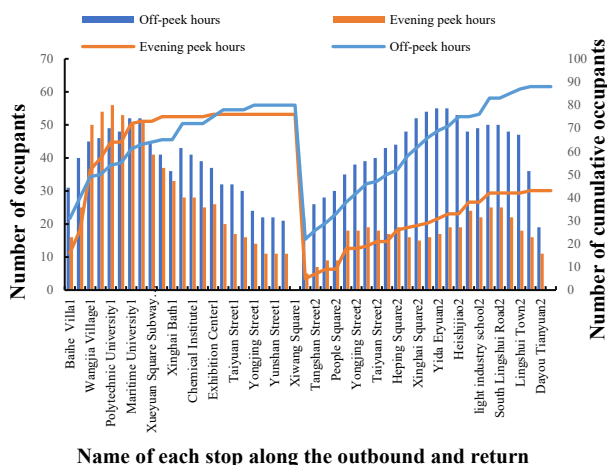 Off-peek hours
Evening peek hours
Evening peek hours
Off-peek hours
70
60
50
40
30
20
10
0
100
90
80
70
60
50
40
30
20
10
0
Number of occupants
Number of cumulative occupants
Baihe Villa1
Wangjia Village1
Polytechnic University1
Maritime University1
Xueyuan Square Subway…
Xinghai Bath1
Chemical Institute1
Exhibition Center1
Taiyuan Street1
Yongjing Street1
Yunshan Street1
Xiwang Square1
Tangshan Street2
People Square2
Yongjing Street2
Taiyuan Street2
Heping Square2
Xinghai Square2
Yida Eryuan2
Heishijiao2
light industry school2
South Lingshui Road2
Lingshui Town2
Dayou Tianyuan2
Name of each stop along the outbound and return